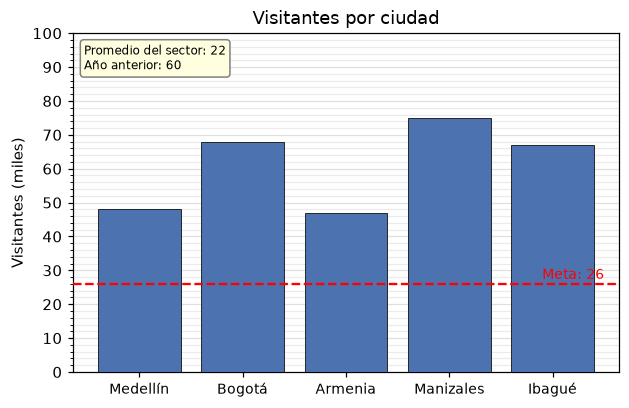 Visitantes por ciudad
Promedio del sector: 22
Año anterior: 60
Visitantes (miles)
100
90
80
70
60
50
40
30
20
10
0
Meta: 26
Medellín
Bogotá
Armenia
Manizales
Ibagué